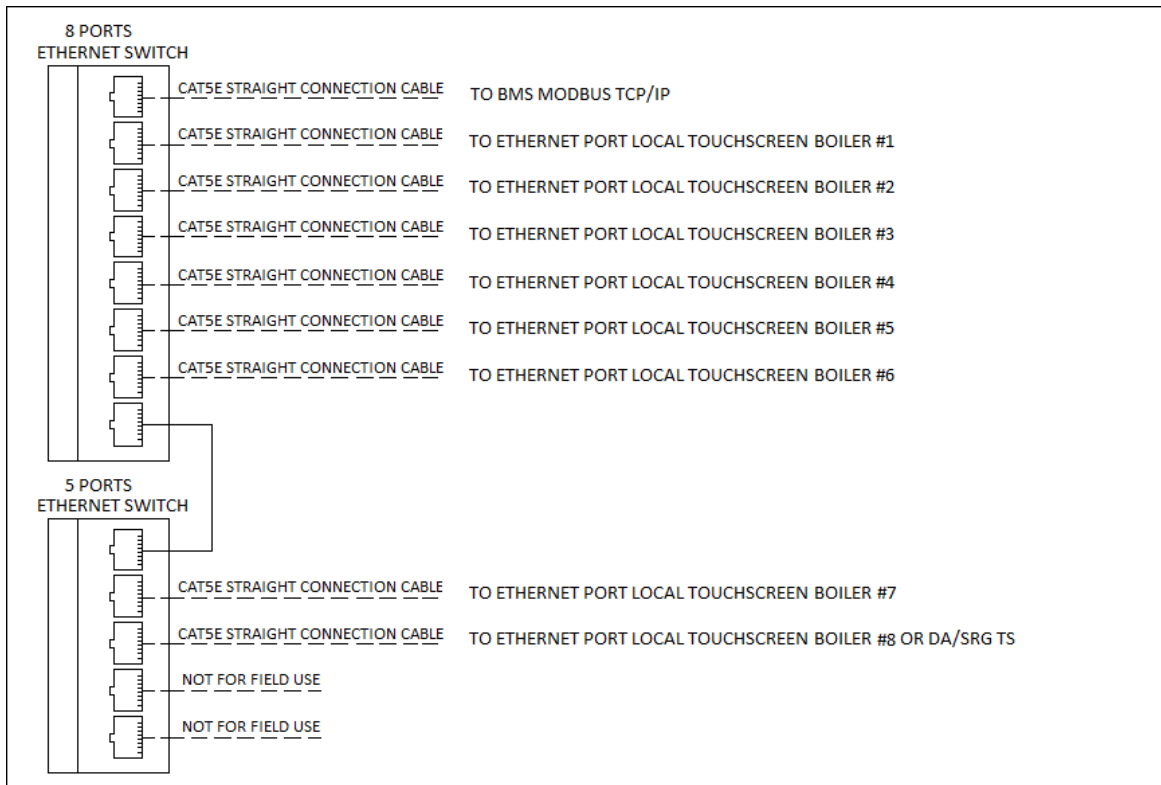 8 PORTS
ETHERNET SWITCH
CAT5E STRAIGHT CONNECTION CABLE TO BMS MODBUS TCP/IP
CAT5E STRAIGHT CONNECTION CABLE TO ETHERNET PORT LOCAL TOUCHSCREEN BOILER #1
CAT5E STRAIGHT CONNECTION CABLE TO ETHERNET PORT LOCAL TOUCHSCREEN BOILER #2
CAT5E STRAIGHT CONNECTION CABLE TO ETHERNET PORT LOCAL TOUCHSCREEN BOILER #3
CAT5E STRAIGHT CONNECTION CABLE TO ETHERNET PORT LOCAL TOUCHSCREEN BOILER #4
CAT5E STRAIGHT CONNECTION CABLE TO ETHERNET PORT LOCAL TOUCHSCREEN BOILER #5
CAT5E STRAIGHT CONNECTION CABLE TO ETHERNET PORT LOCAL TOUCHSCREEN BOILER #6
5 PORTS
ETHERNET SWITCH
CAT5E STRAIGHT CONNECTION CABLE TO ETHERNET PORT LOCAL TOUCHSCREEN BOILER #7
CAT5E STRAIGHT CONNECTION CABLE TO ETHERNET PORT LOCAL TOUCHSCREEN BOILER #8 OR DA/SRG TS
NOT FOR FIELD USE
NOT FOR FIELD USE